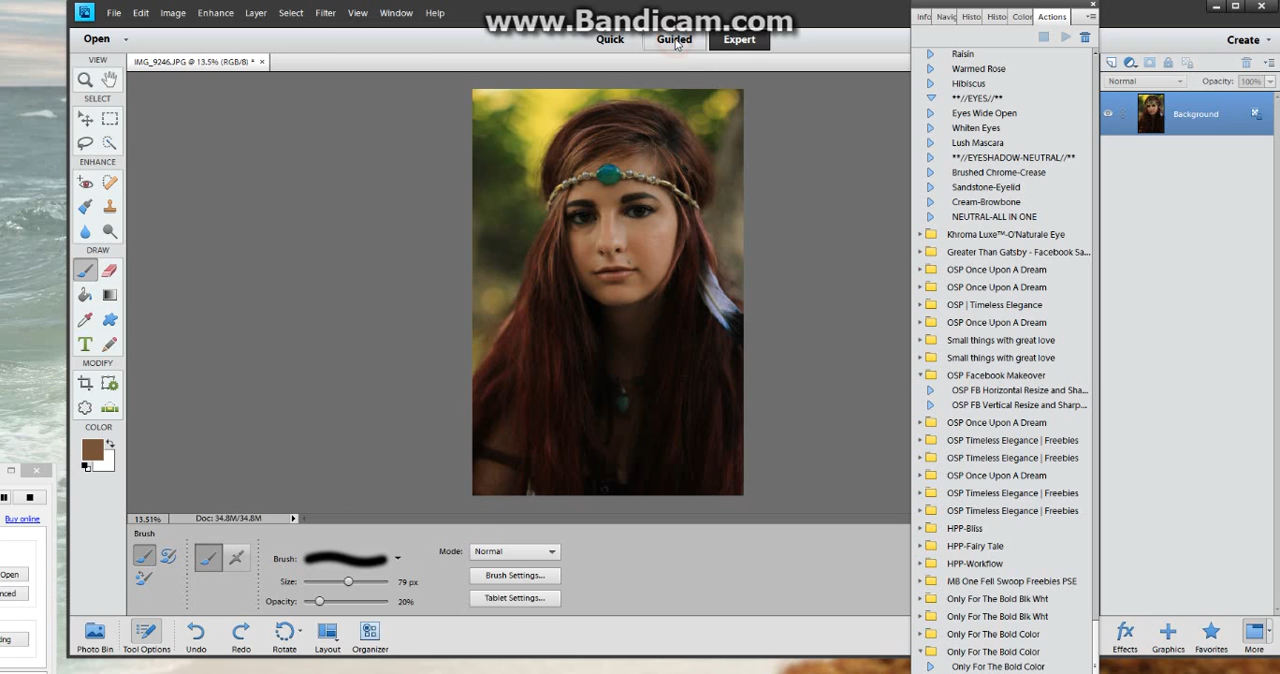 www.Bandicam.com
File Edit Image Enhance Layer Select Filter View Window Help
Info Navig Histo Histo Color Actions
Open Quick Guided Expert Create
VIEW IMG_9246.JPG @ 13.5% (RGB/8) *
SELECT
ENHANCE
DRAW
MODIFY
COLOR
Raisin
Warmed Rose
Hibiscus
**//EYES//**
Eyes Wide Open
Whiten Eyes
Lush Mascara
**//EYESHADOW-NEUTRAL//**
Brushed Chrome-Crease
Sandstone-Eyelid
Cream-Browbone
NEUTRAL-ALL IN ONE
Khroma Luxe™-O'Naturale Eye
Greater Than Gatsby - Facebook Sa...
OSP Once Upon A Dream
OSP Once Upon A Dream
OSP | Timeless Elegance
OSP Once Upon A Dream
Small things with great love
Small things with great love
OSP Facebook Makeover
OSP FB Horizontal Resize and Sha...
OSP FB Vertical Resize and Sharp...
OSP Once Upon A Dream
OSP Timeless Elegance | Freebies
OSP Timeless Elegance | Freebies
OSP Once Upon A Dream
OSP Timeless Elegance | Freebies
OSP Timeless Elegance | Freebies
HPP-Bliss
HPP-Fairy Tale
HPP-Workflow
MB One Fell Swoop Freebies PSE
Only For The Bold Blk Wht
Only For The Bold Blk Wht
Only For The Bold Color
Only For The Bold Color
Only For The Bold Color
Normal Opacity: 100%
Background
13.51% Doc: 34.8M/34.8M
Brush
Brush: Mode: Normal
Size: 79 px Brush Settings...
Opacity: 20% Tablet Settings...
Photo Bin Tool Options Undo Redo Rotate Layout Organizer
Effects Graphics Favorites More
Buy online
Open